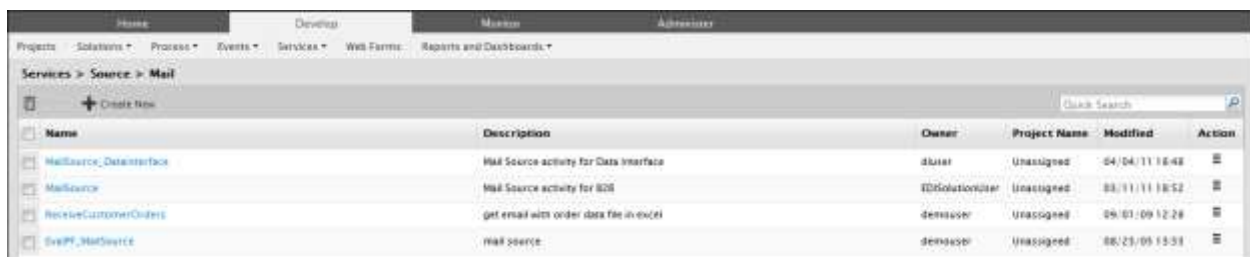 Home Develop Monitor Administer
Projects Solutions Process Events Services Web Forms Reports and Dashboards
Services > Source > Mail
Create New Quick Search
Name Description Owner Project Name Modified Action
MailSource_DataInterface Mail Source activity for Data Interface diuser Unassigned 04/04/11 18:48
MailSource Mail Source activity for B2B EDISolutionUser Unassigned 03/11/11 18:52
ReceiveCustomerOrders get email with order data file in excel demouser Unassigned 09/01/09 12:28
EvalPF_MailSource mail source demouser Unassigned 08/23/05 13:33